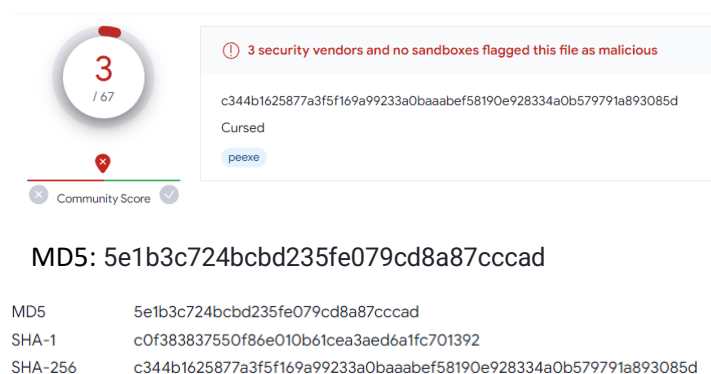 3
/ 67
3 security vendors and no sandboxes flagged this file as malicious
c344b1625877a3f5f169a99233a0baaabef58190e928334a0b579791a893085d
Cursed
peexe
Community Score
MD5: 5e1b3c724bcbd235fe079cd8a87cccad
MD5 5e1b3c724bcbd235fe079cd8a87cccad
SHA-1 c0f383837550f86e010b61cea3aed6a1fc701392
SHA-256 c344b1625877a3f5f169a99233a0baaabef58190e928334a0b579791a893085d